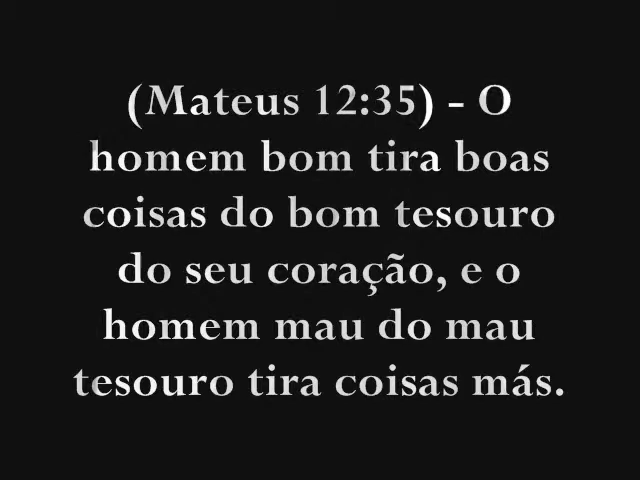 (Mateus 12:35) - O
homem bom tira boas
coisas do bom tesouro
do seu coração, e o
homem mau do mau
tesouro tira coisas más.